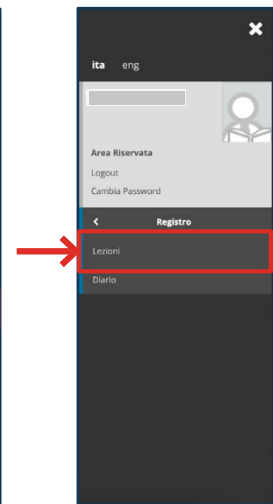 ita eng
Area Riservata
Logout
Cambia Password
Registro
Lezioni
Diario